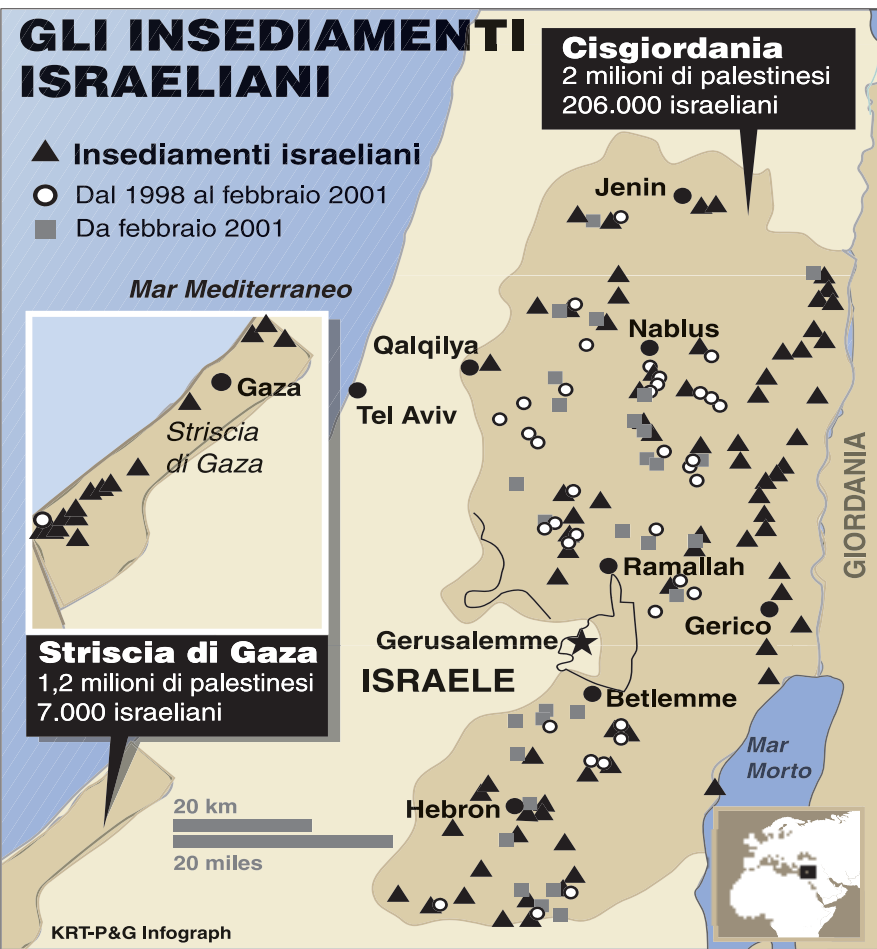 GLI INSEDIAMENTI
ISRAELIANI
Insediamenti israeliani
Dal 1998 al febbraio 2001
Da febbraio 2001
Cisgiordania
2 milioni di palestinesi
206.000 israeliani
Jenin
Mar Mediterraneo
Nablus
Qalqilya
Tel Aviv
Gaza
Striscia
di Gaza
GIORDANIA
Ramallah
Gerico
Gerusalemme
ISRAELE
Striscia di Gaza
1,2 milioni di palestinesi
7.000 israeliani
Betlemme
Mar
Morto
Hebron
20 km
20 miles
KRT-P&G Infograph